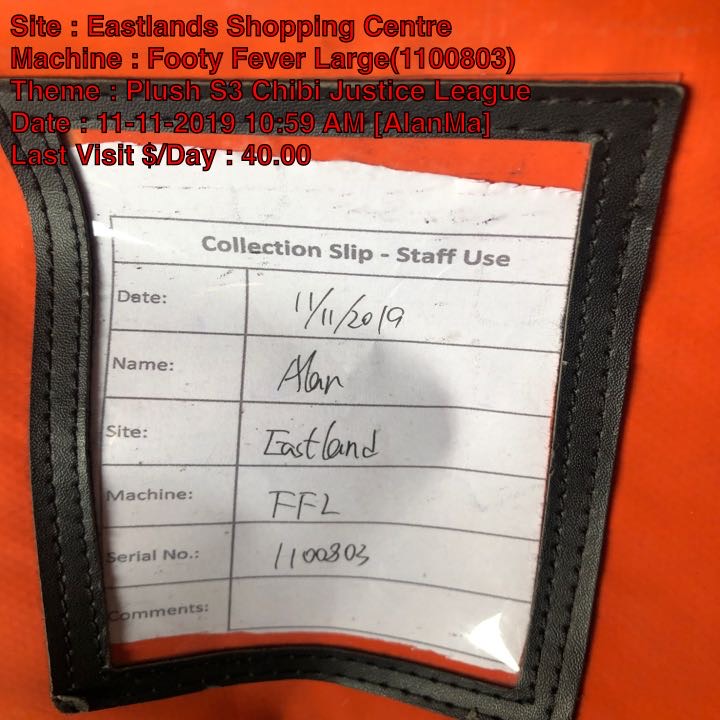 Site : Eastlands Shopping Centre
Machine : Footy Fever Large(1100803)
Theme : Plush S3 Chibi Justice League
Date : 11-11-2019 10:59 AM [AlanMa]
Last Visit $/Day : 40.00
Collection Slip - Staff Use
Date: 11/11/2019
Name: Alan
Site: Eastland
Machine: FFL
Serial No.: 1100803
Comments: